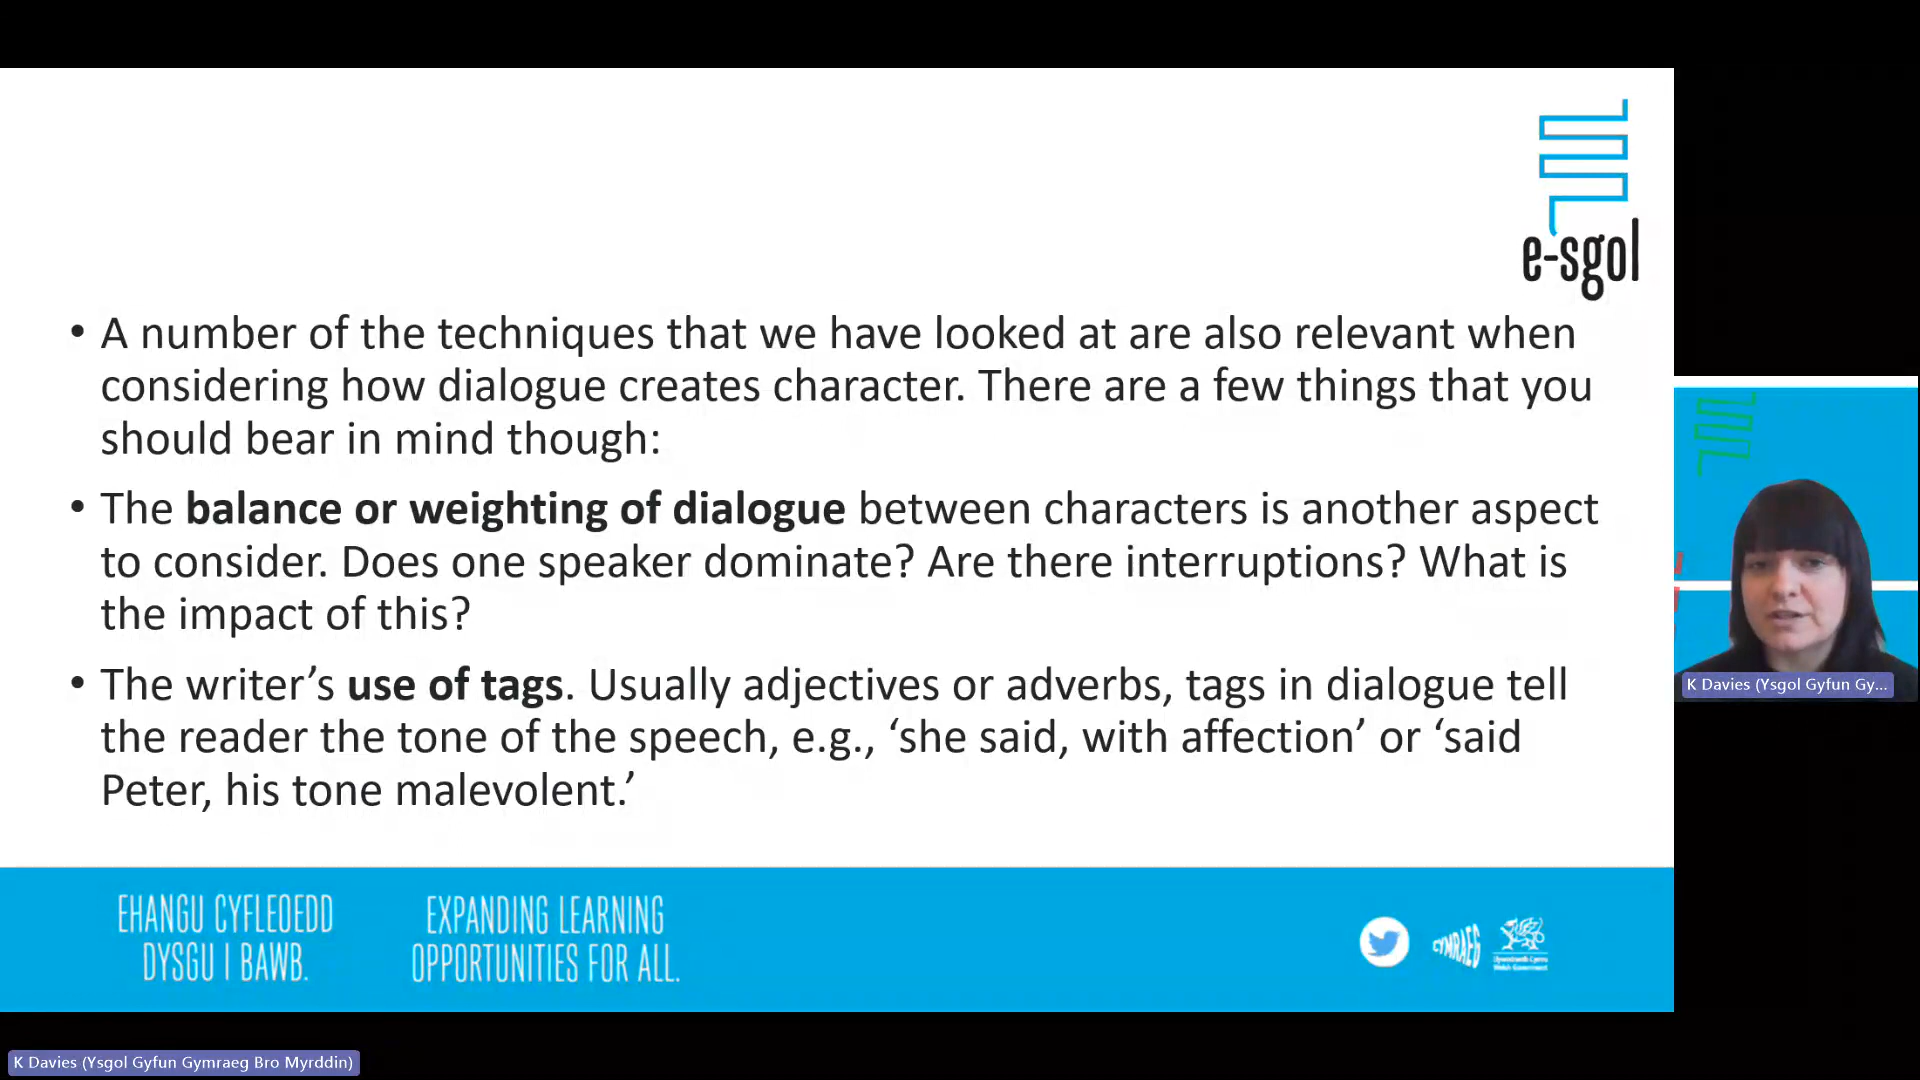 e-sgol
• A number of the techniques that we have looked at are also relevant when
considering how dialogue creates character. There are a few things that you
should bear in mind though:
• The balance or weighting of dialogue between characters is another aspect
to consider. Does one speaker dominate? Are there interruptions? What is
the impact of this?
• The writer’s use of tags. Usually adjectives or adverbs, tags in dialogue tell
the reader the tone of the speech, e.g., ‘she said, with affection’ or ‘said
Peter, his tone malevolent.’
K Davies (Ysgol Gyfun Gy...
EHANGU CYFLEOEDD
DYSGU I BAWB.
EXPANDING LEARNING
OPPORTUNITIES FOR ALL.
CYMRAEG
Llywodraeth Cymru
Welsh Government
K Davies (Ysgol Gyfun Gymraeg Bro Myrddin)